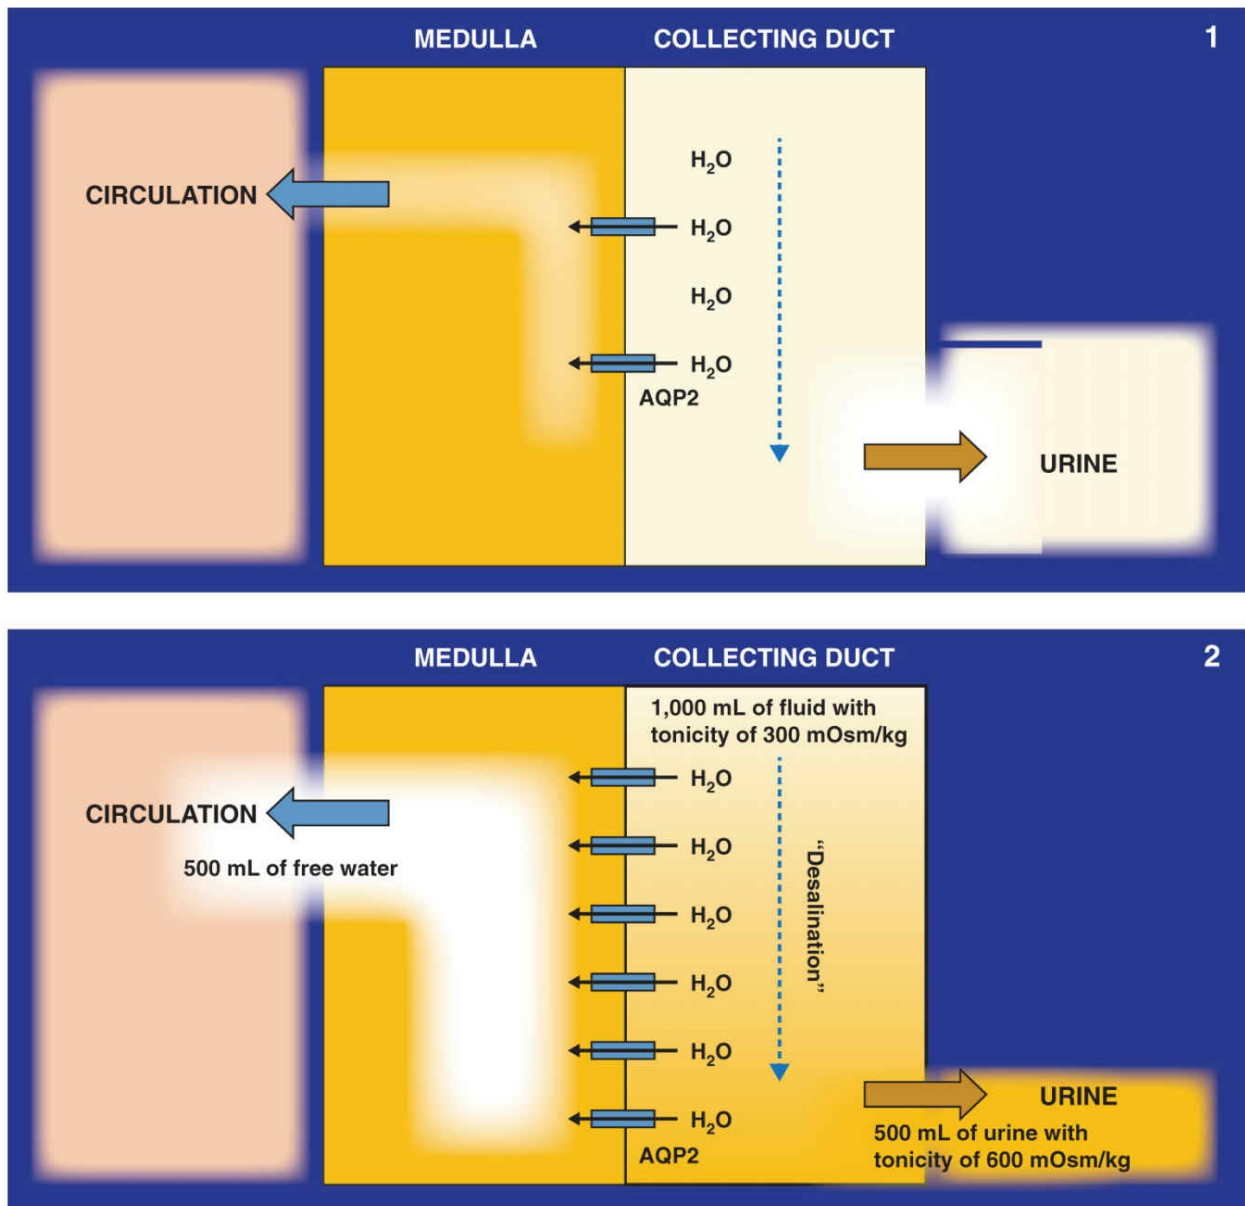 MEDULLA
COLLECTING DUCT
1
H₂O
CIRCULATION
H₂O
H₂O
H₂O
AQP2
URINE
MEDULLA
COLLECTING DUCT
2
1,000 mL of fluid with
tonicity of 300 mOsm/kg
H₂O
CIRCULATION
H₂O
500 mL of free water
"Desalination"
H₂O
H₂O
H₂O
H₂O
AQP2
URINE
500 mL of urine with
tonicity of 600 mOsm/kg